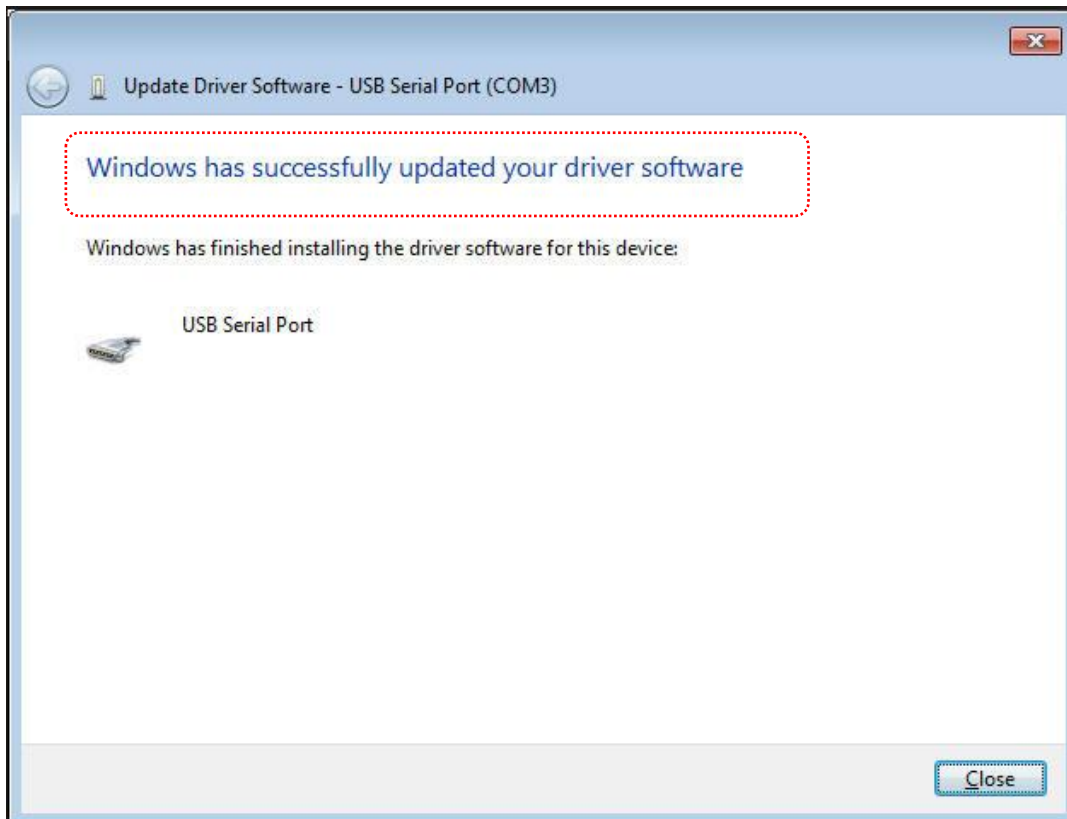 Update Driver Software - USB Serial Port (COM3)
Windows has successfully updated your driver software
Windows has finished installing the driver software for this device:
USB Serial Port
Close